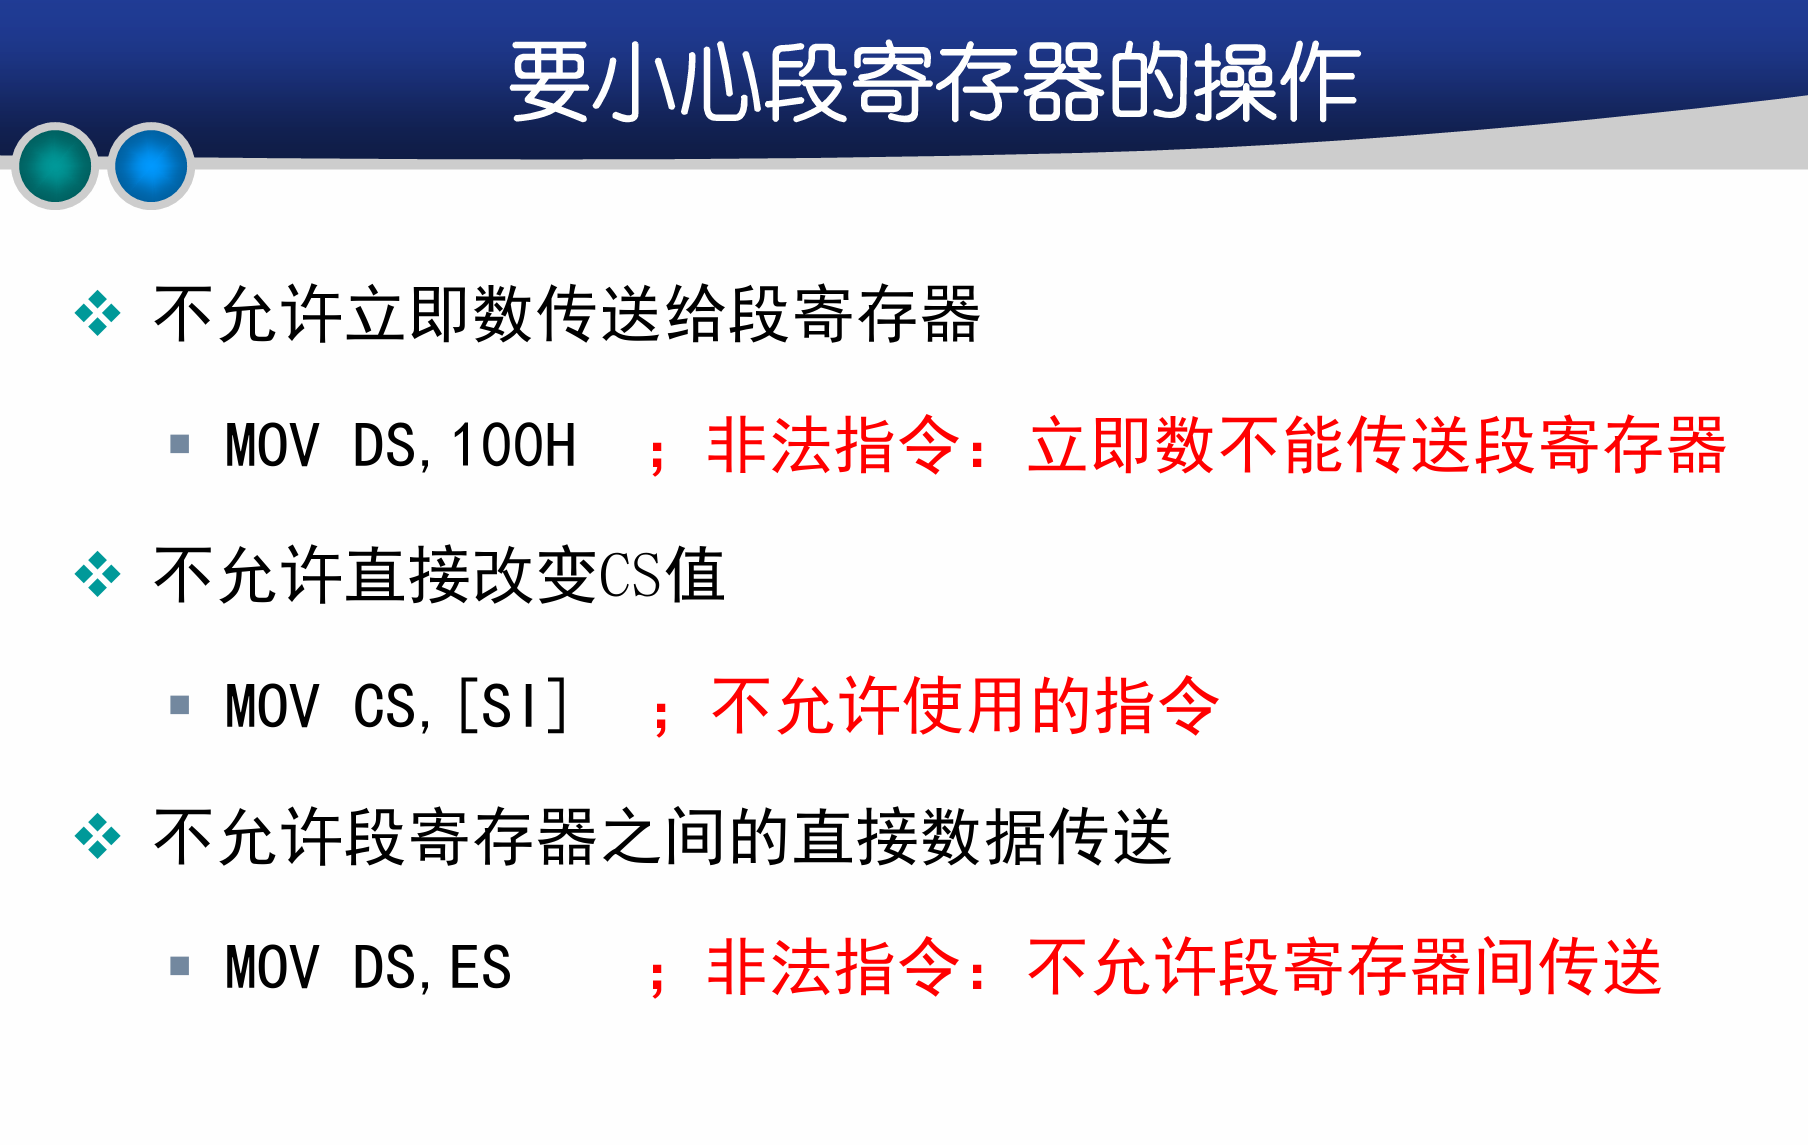 要小心段寄存器的操作
不允许立即数传送给段寄存器
MOV DS,100H ；非法指令：立即数不能传送段寄存器
不允许直接改变CS值
MOV CS,[SI] ；不允许使用的指令
不允许段寄存器之间的直接数据传送
MOV DS,ES ；非法指令：不允许段寄存器间传送